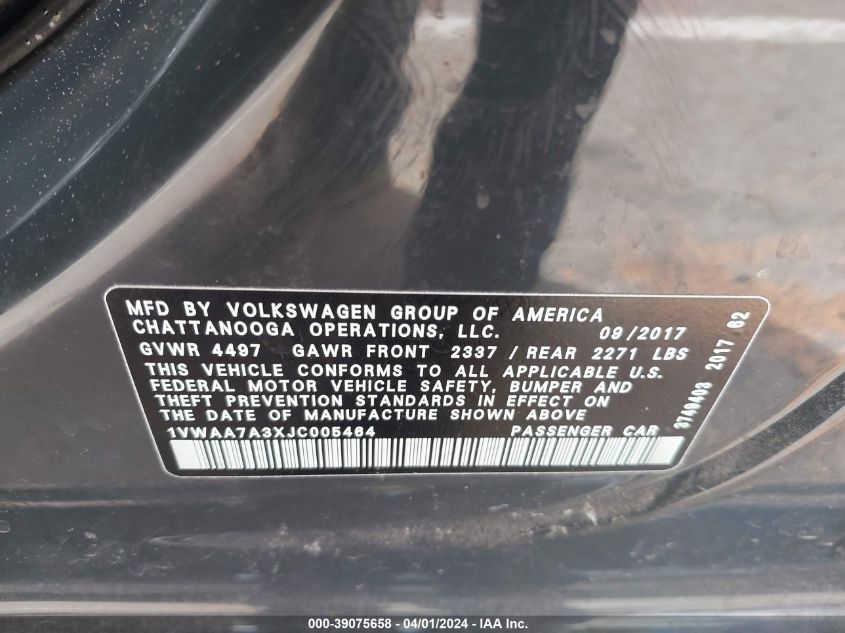 MFD BY VOLKSWAGEN GROUP OF AMERICA
CHATTANOOGA OPERATIONS, LLC. 09/2017
GVWR 4497 GAWR FRONT 2337 / REAR 2271 LBS
THIS VEHICLE CONFORMS TO ALL APPLICABLE U.S.
FEDERAL MOTOR VEHICLE SAFETY, BUMPER AND
THEFT PREVENTION STANDARDS IN EFFECT ON
THE DATE OF MANUFACTURE SHOWN ABOVE
1VWAA7A3XJC005464 PASSENGER CAR
37A9A03 2017 62
000-39075658 - 04/01/2024 - IAA Inc.